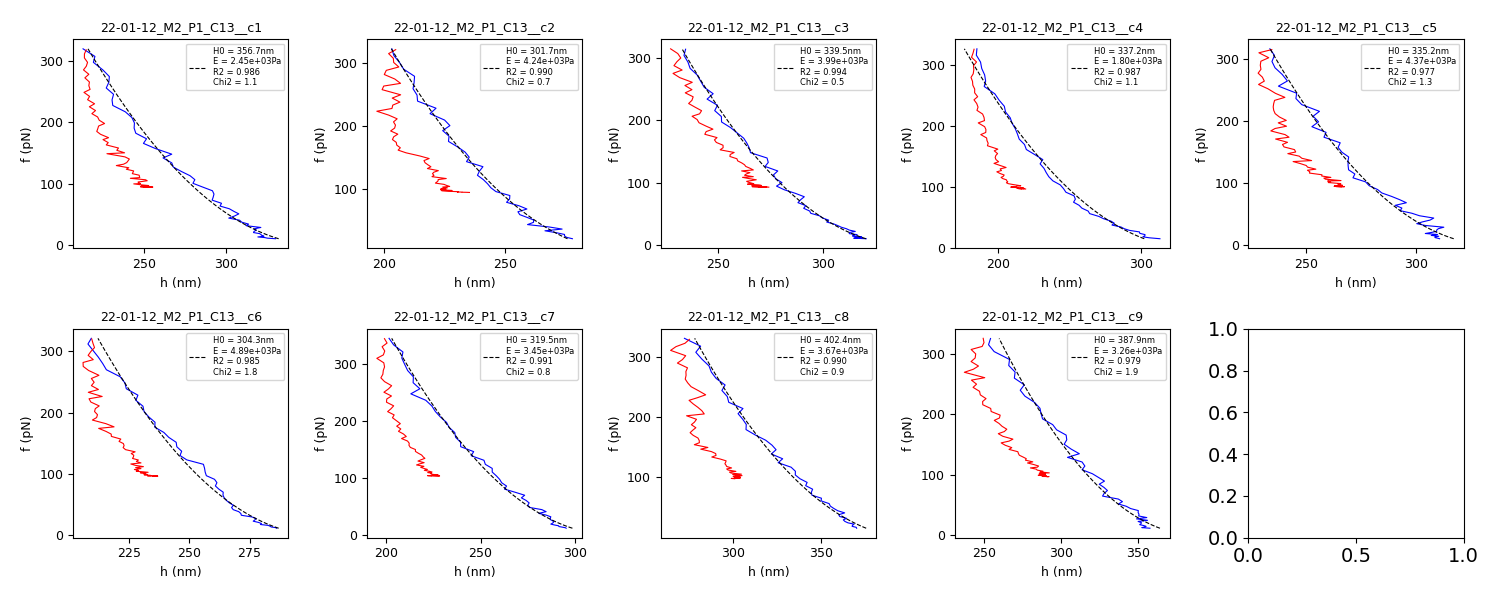 22-01-12_M2_P1_C13__c1
H0 = 356.7nm
E = 2.45e+03Pa
R2 = 0.986
Chi2 = 1.1
f (pN)
300
200
100
0
250 300
h (nm)
22-01-12_M2_P1_C13__c2
H0 = 301.7nm
E = 4.24e+03Pa
R2 = 0.990
Chi2 = 0.7
f (pN)
300
200
100
200 250
h (nm)
22-01-12_M2_P1_C13__c3
H0 = 339.5nm
E = 3.99e+03Pa
R2 = 0.994
Chi2 = 0.5
f (pN)
300
200
100
0
250 300
h (nm)
22-01-12_M2_P1_C13__c4
H0 = 337.2nm
E = 1.80e+03Pa
R2 = 0.987
Chi2 = 1.1
f (pN)
300
200
100
0
200 300
h (nm)
22-01-12_M2_P1_C13__c5
H0 = 335.2nm
E = 4.37e+03Pa
R2 = 0.977
Chi2 = 1.3
f (pN)
300
200
100
0
250 300
h (nm)
22-01-12_M2_P1_C13__c6
H0 = 304.3nm
E = 4.89e+03Pa
R2 = 0.985
Chi2 = 1.8
f (pN)
300
200
100
0
225 250 275
h (nm)
22-01-12_M2_P1_C13__c7
H0 = 319.5nm
E = 3.45e+03Pa
R2 = 0.991
Chi2 = 0.8
f (pN)
300
200
100
0
200 250 300
h (nm)
22-01-12_M2_P1_C13__c8
H0 = 402.4nm
E = 3.67e+03Pa
R2 = 0.990
Chi2 = 0.9
f (pN)
300
200
100
300 350
h (nm)
22-01-12_M2_P1_C13__c9
H0 = 387.9nm
E = 3.26e+03Pa
R2 = 0.979
Chi2 = 1.9
f (pN)
300
200
100
0
250 300 350
h (nm)
1.0
0.8
0.6
0.4
0.2
0.0
0.0 0.5 1.0